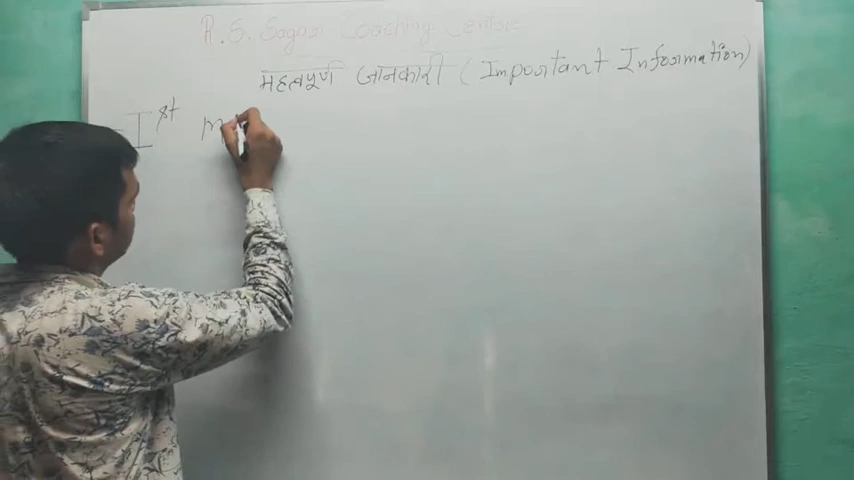 R. S. Sagar Coaching Centre
महत्वपूर्ण जानकारी ( Important Information)
Ist m